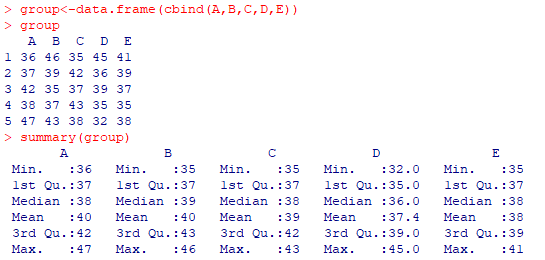 > group<-data.frame(cbind(A,B,C,D,E))
> group
   A  B  C  D  E
1 36 46 35 45 41
2 37 39 42 36 39
3 42 35 37 39 37
4 38 37 43 35 35
5 47 43 38 32 38
> summary(group)
       A            B            C            D              E     
 Min.   :36   Min.   :35   Min.   :35   Min.   :32.0   Min.   :35  
 1st Qu.:37   1st Qu.:37   1st Qu.:37   1st Qu.:35.0   1st Qu.:37  
 Median :38   Median :39   Median :38   Median :36.0   Median :38  
 Mean   :40   Mean   :40   Mean   :39   Mean   :37.4   Mean   :38  
 3rd Qu.:42   3rd Qu.:43   3rd Qu.:42   3rd Qu.:39.0   3rd Qu.:39  
 Max.   :47   Max.   :46   Max.   :43   Max.   :45.0   Max.   :41